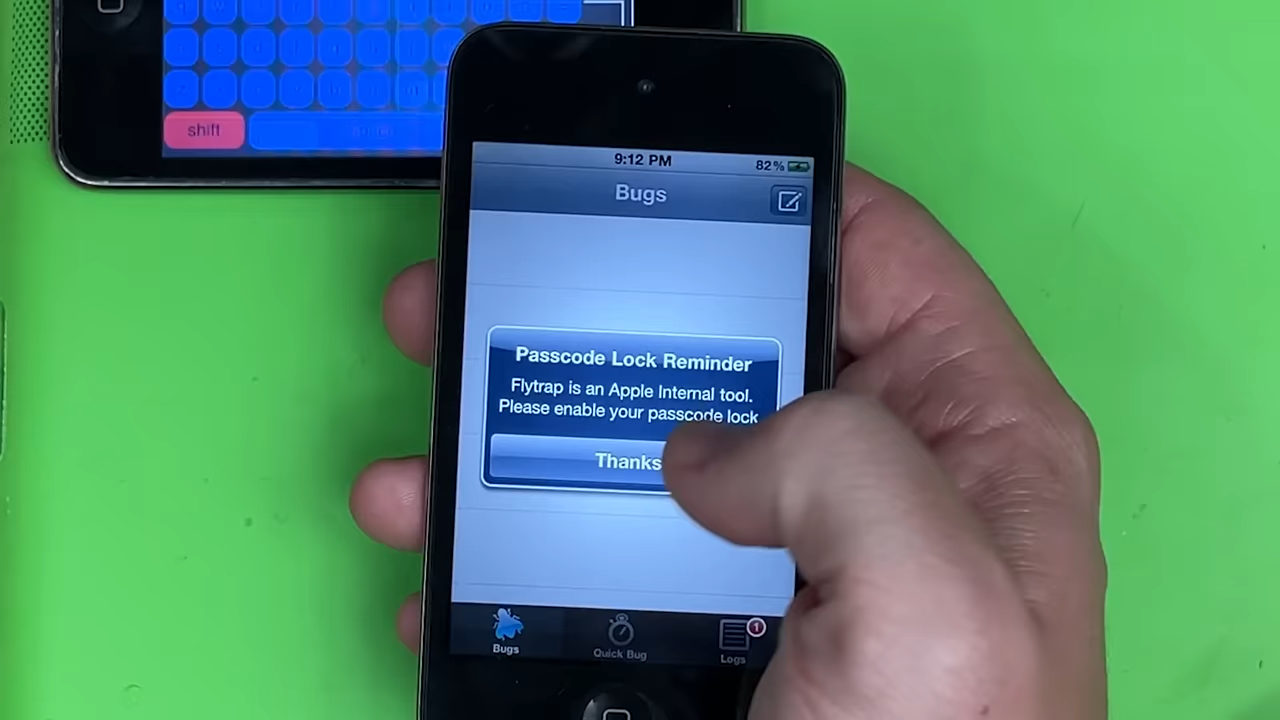 shift
9:12 PM
82%
Bugs
Passcode Lock Reminder
Flytrap is an Apple Internal tool.
Please enable your passcode lock
Thanks
Bugs
Quick Bug
Logs
1